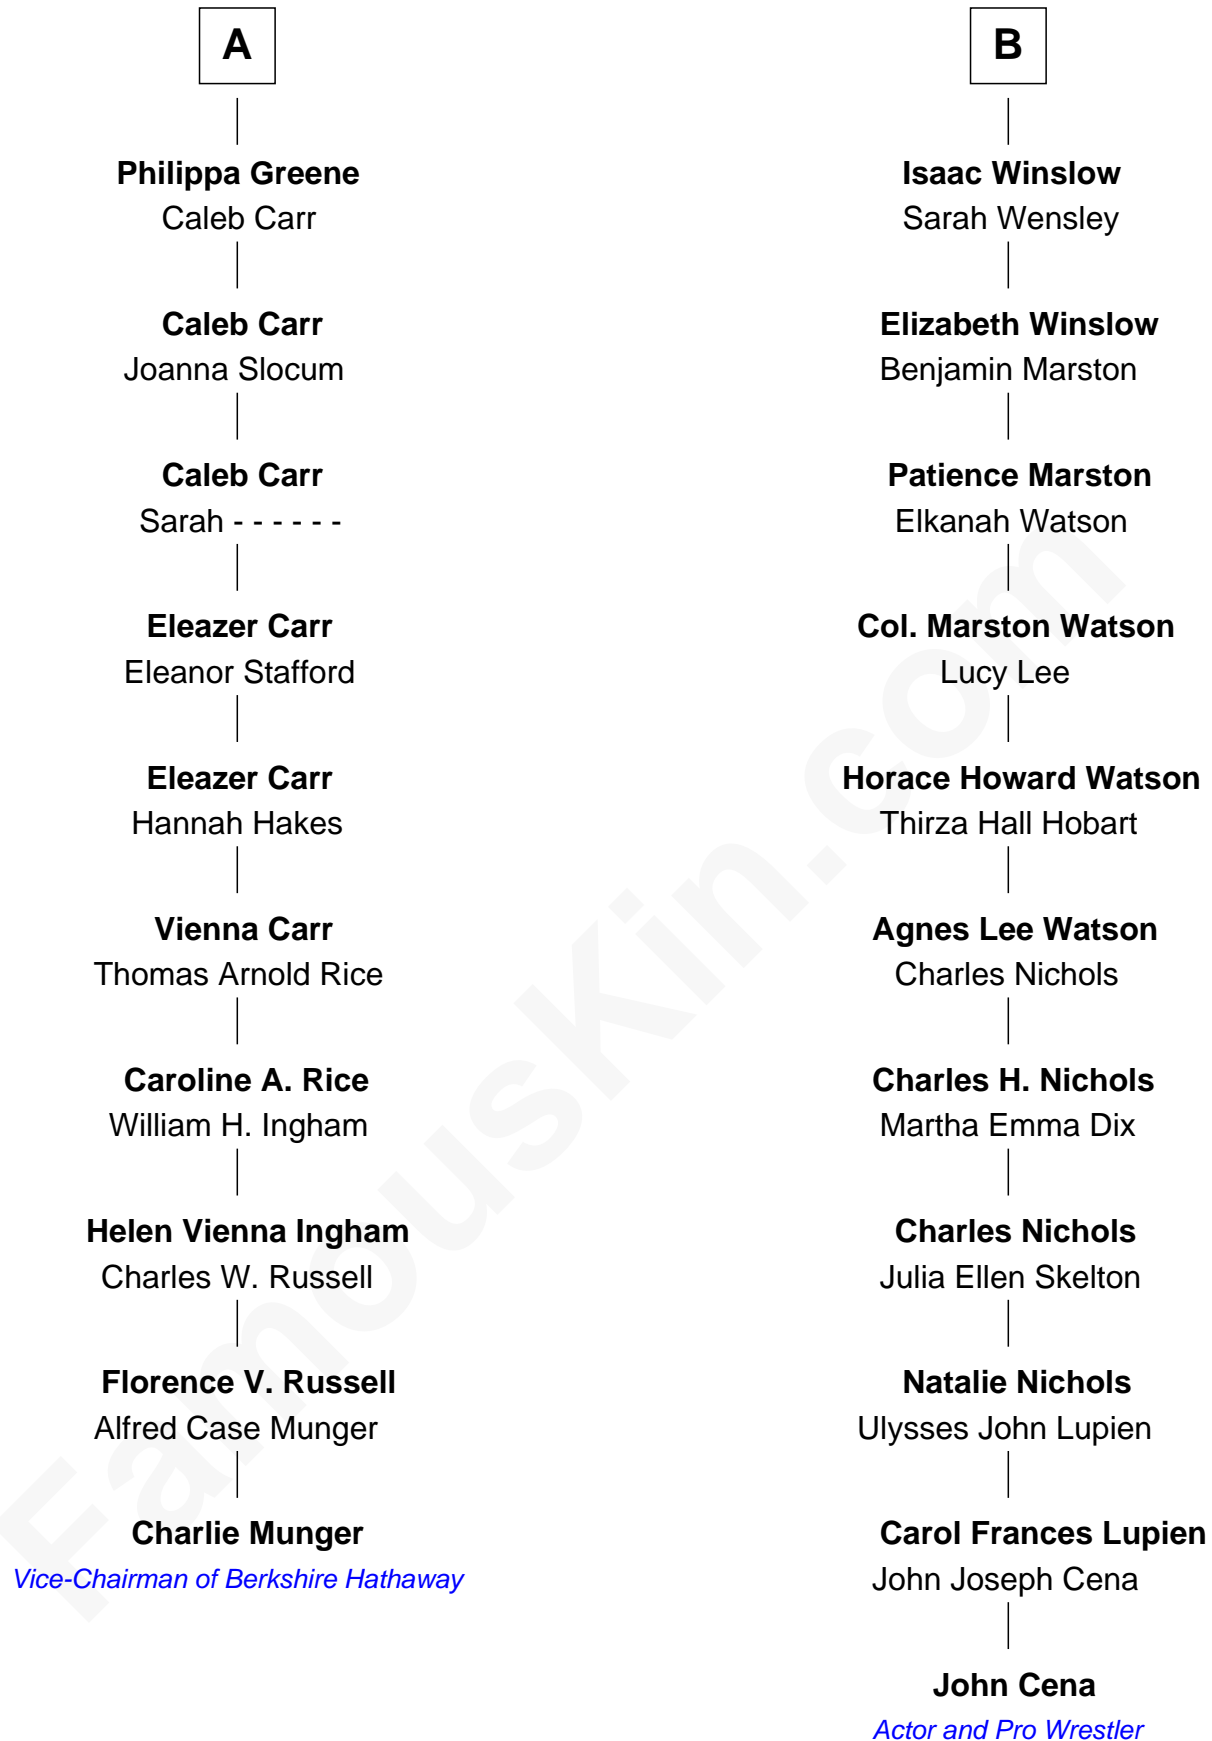 A
Philippa Greene
Caleb Carr
Caleb Carr
Joanna Slocum
Caleb Carr
Sarah - - - - - -
Eleazer Carr
Eleanor Stafford
Eleazer Carr
Hannah Hakes
Vienna Carr
Thomas Arnold Rice
Caroline A. Rice
William H. Ingham
Helen Vienna Ingham
Charles W. Russell
Florence V. Russell
Alfred Case Munger
Charlie Munger
Vice-Chairman of Berkshire Hathaway
B
Isaac Winslow
Sarah Wensley
Elizabeth Winslow
Benjamin Marston
Patience Marston
Elkanah Watson
Col. Marston Watson
Lucy Lee
Horace Howard Watson
Thirza Hall Hobart
Agnes Lee Watson
Charles Nichols
Charles H. Nichols
Martha Emma Dix
Charles Nichols
Julia Ellen Skelton
Natalie Nichols
Ulysses John Lupien
Carol Frances Lupien
John Joseph Cena
John Cena
Actor and Pro Wrestler
FamousKin.com